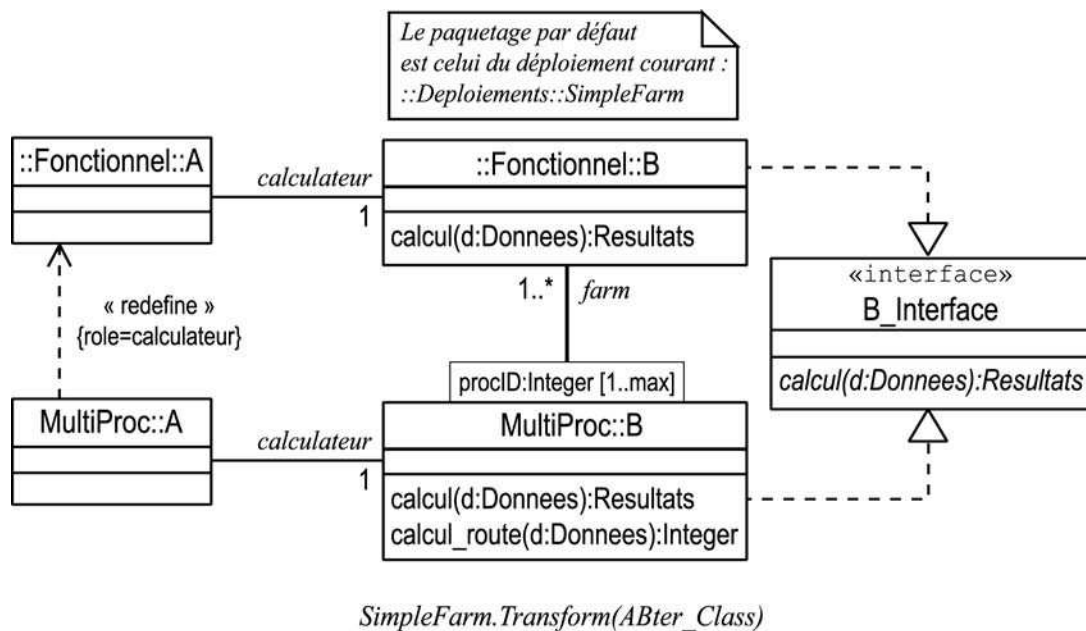 Le paquetage par défaut
est celui du déploiement courant :
::Deploiements::SimpleFarm
::Fonctionnel::A
calculateur
1
::Fonctionnel::B
calcul(d:Donnees):Resultats
1..*
farm
«interface»
B_Interface
calcul(d:Donnees):Resultats
« redefine »
{role=calculateur}
procID:Integer [1..max]
MultiProc::A
calculateur
1
MultiProc::B
calcul(d:Donnees):Resultats
calcul_route(d:Donnees):Integer
SimpleFarm.Transform(ABter_Class)